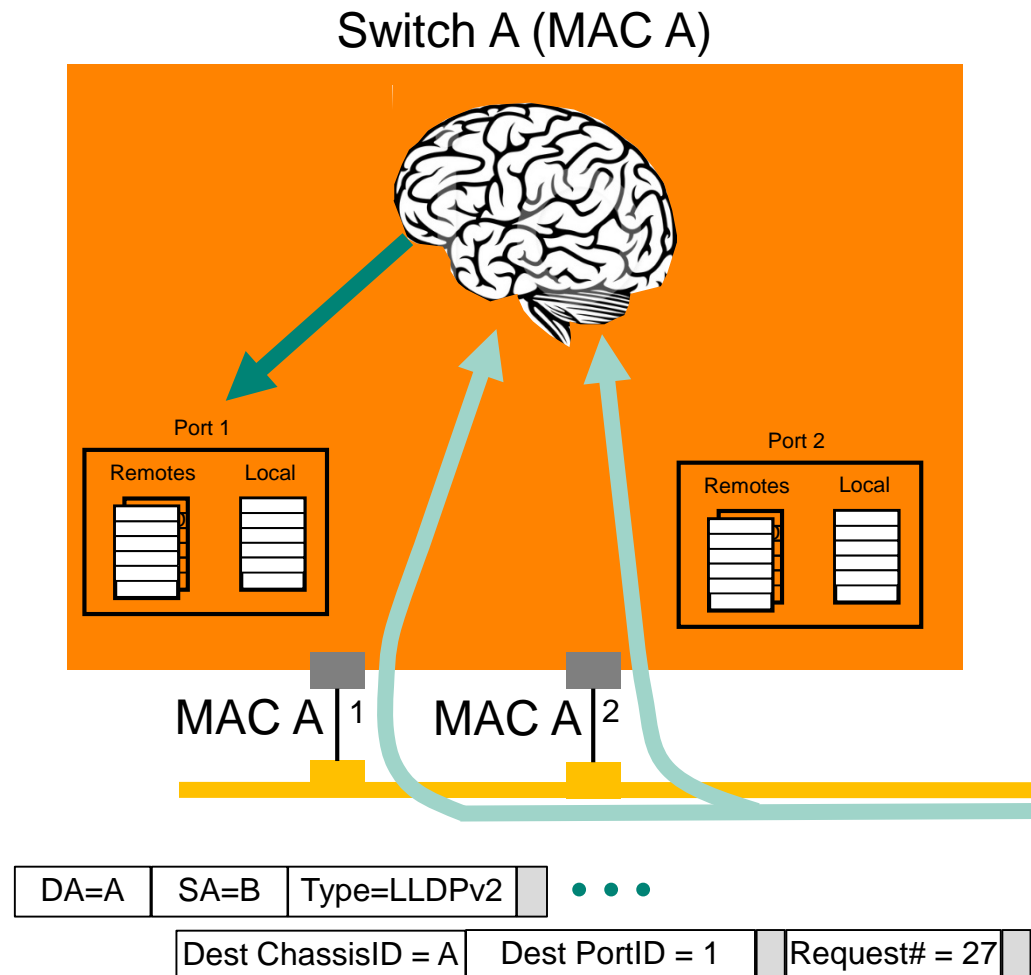 Switch A (MAC A)
Port 1
Remotes
Local
Port 2
Remotes
Local
MAC A
1
MAC A
2
DA=A
SA=B
Type=LLDPv2
Dest ChassisID = A
Dest PortID = 1
Request# = 27